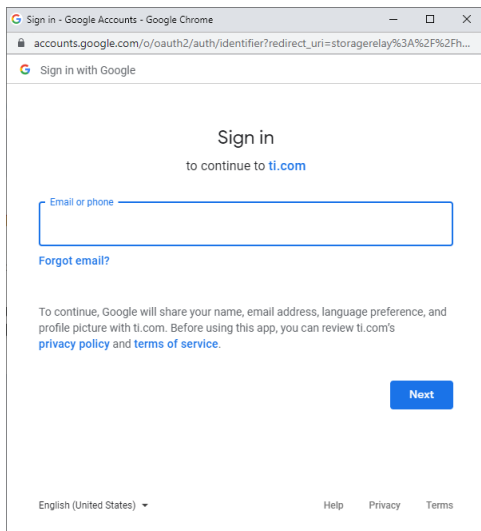 Sign in - Google Accounts - Google Chrome
accounts.google.com/o/oauth2/auth/identifier?redirect_uri=storagerelay%3A%2F%2Fh...
Sign in with Google
Sign in
to continue to ti.com
Email or phone
Forgot email?
To continue, Google will share your name, email address, language preference, and
profile picture with ti.com. Before using this app, you can review ti.com's
privacy policy and terms of service.
Next
English (United States) Help Privacy Terms